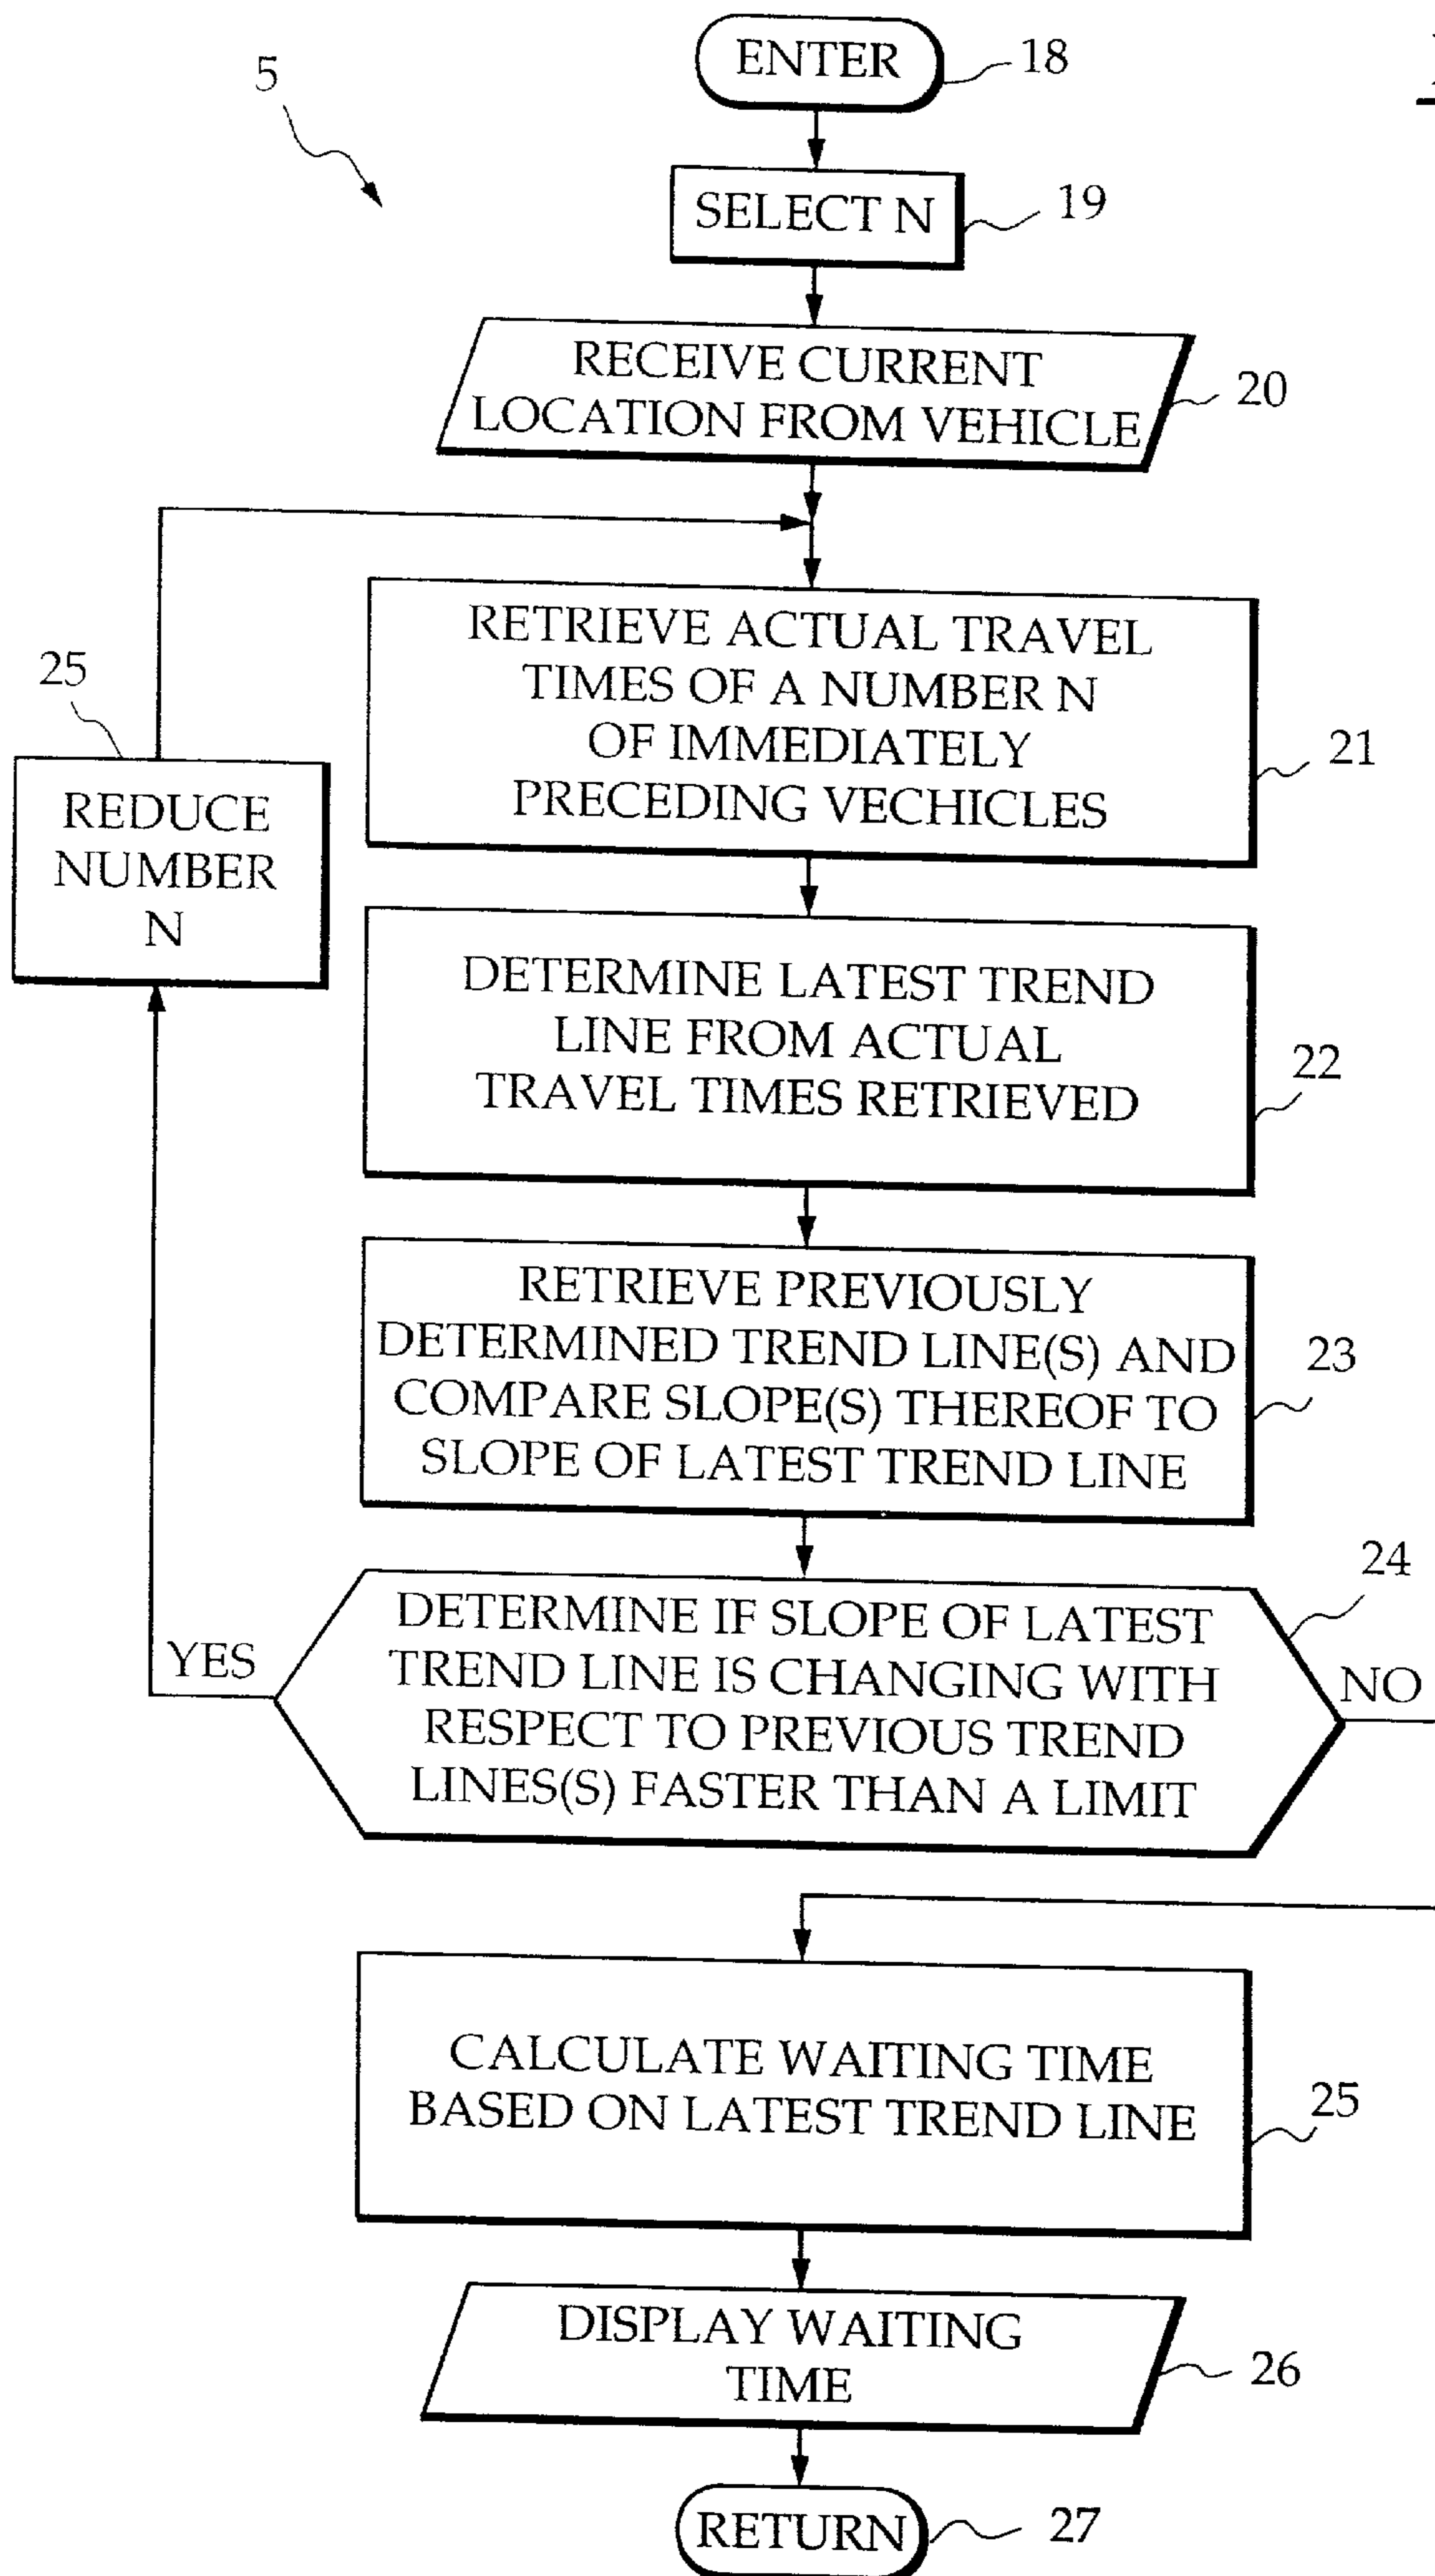 5
ENTER
18
SELECT N
19
RECEIVE CURRENT
LOCATION FROM VEHICLE
20
RETRIEVE ACTUAL TRAVEL
TIMES OF A NUMBER N
OF IMMEDIATELY
PRECEDING VECHICLES
21
25
REDUCE
NUMBER
N
DETERMINE LATEST TREND
LINE FROM ACTUAL
TRAVEL TIMES RETRIEVED
22
RETRIEVE PREVIOUSLY
DETERMINED TREND LINE(S) AND
COMPARE SLOPE(S) THEREOF TO
SLOPE OF LATEST TREND LINE
23
DETERMINE IF SLOPE OF LATEST
TREND LINE IS CHANGING WITH
RESPECT TO PREVIOUS TREND
LINES(S) FASTER THAN A LIMIT
24
YES
NO
CALCULATE WAITING TIME
BASED ON LATEST TREND LINE
25
DISPLAY WAITING
TIME
26
RETURN
27